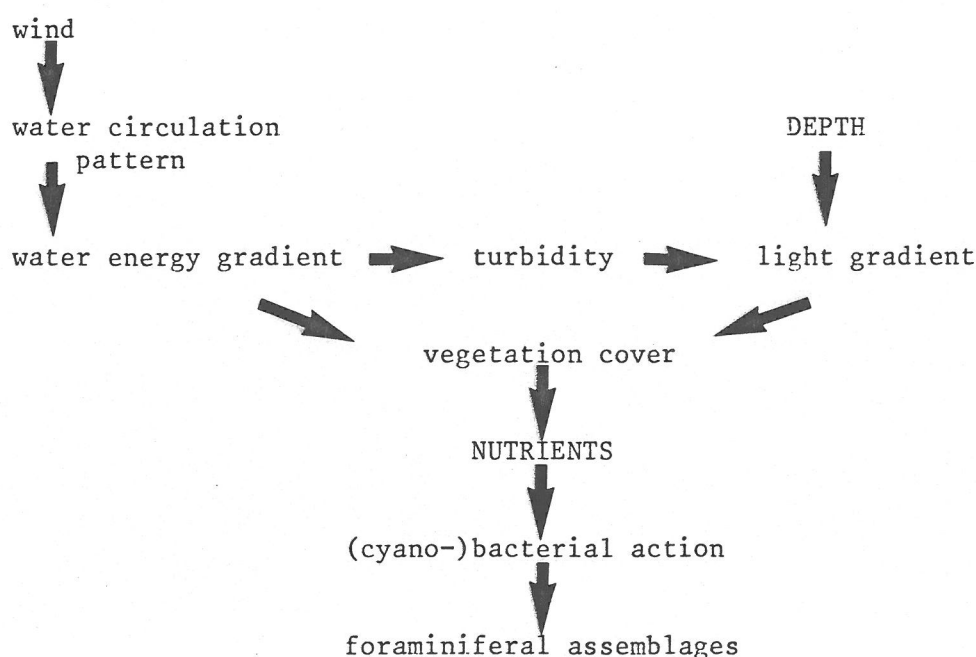 wind
water circulation
pattern
DEPTH
water energy gradient
turbidity
light gradient
vegetation cover
NUTRIENTS
(cyano-)bacterial action
foraminiferal assemblages